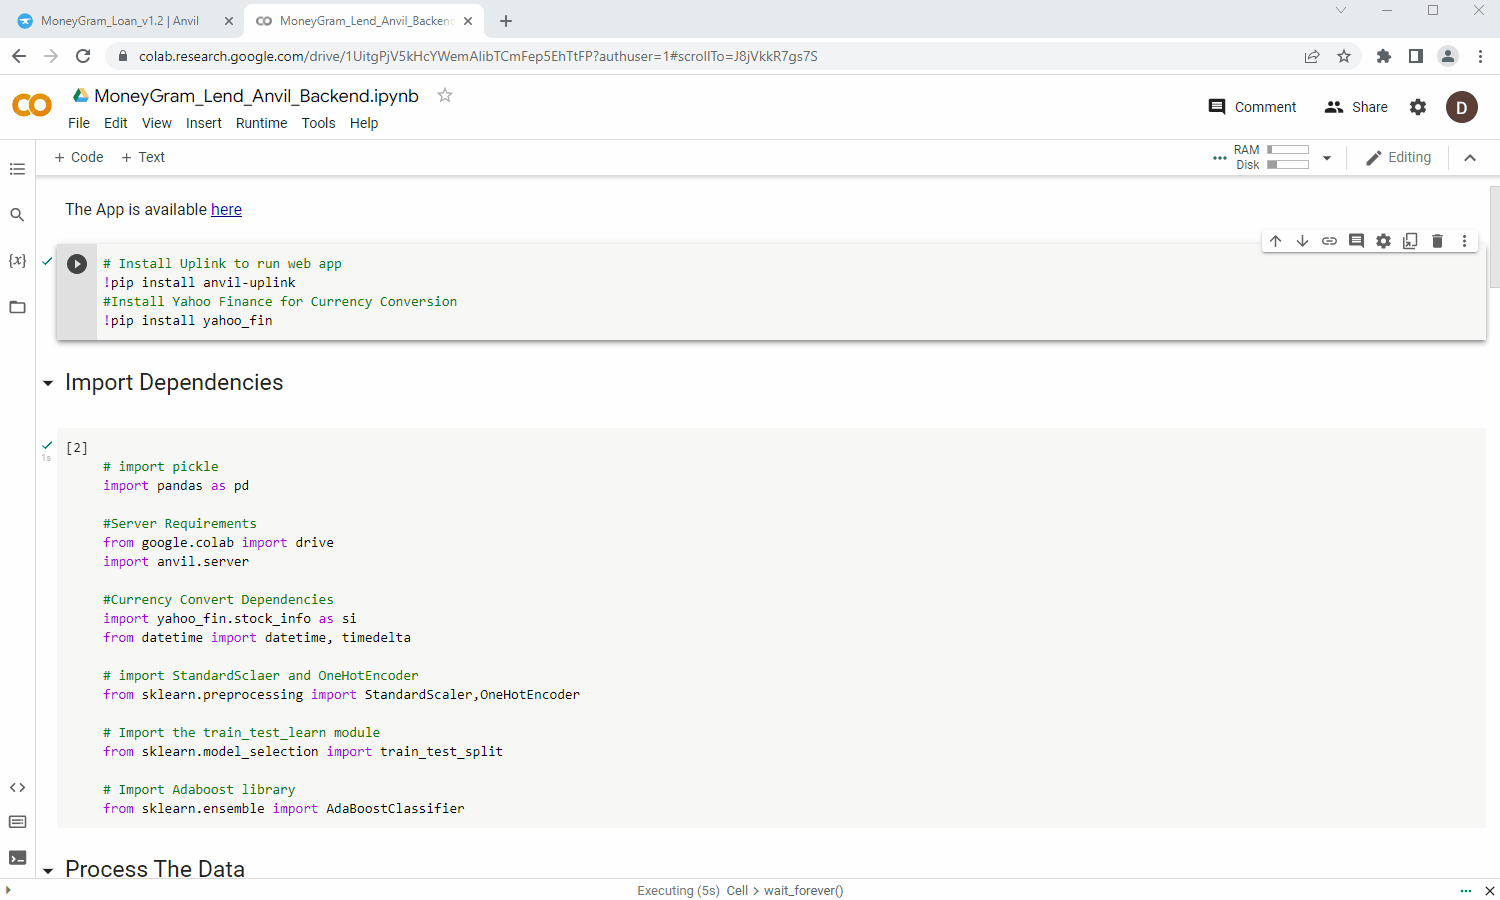 MoneyGram_Loan_v1.2 | Anvil
MoneyGram_Lend_Anvil_Backend
colab.research.google.com/drive/1UitgPjV5kHcYWemAlibTCmFep5EhTtFP?authuser=1#scrollTo=J8jVkkR7gs7S
MoneyGram_Lend_Anvil_Backend.ipynb
Comment
Share
D
File Edit View Insert Runtime Tools Help
+ Code + Text
RAM
Disk
Editing
The App is available here
{x}
# Install Uplink to run web app
!pip install anvil-uplink
#Install Yahoo Finance for Currency Conversion
!pip install yahoo_fin
Import Dependencies
[2]
1s
# import pickle
import pandas as pd
#Server Requirements
from google.colab import drive
import anvil.server
#Currency Convert Dependencies
import yahoo_fin.stock_info as si
from datetime import datetime, timedelta
# import StandardSclaer and OneHotEncoder
from sklearn.preprocessing import StandardScaler,OneHotEncoder
# Import the train_test_learn module
from sklearn.model_selection import train_test_split
# Import Adaboost library
from sklearn.ensemble import AdaBoostClassifier
Process The Data
Executing (5s) Cell > wait_forever()